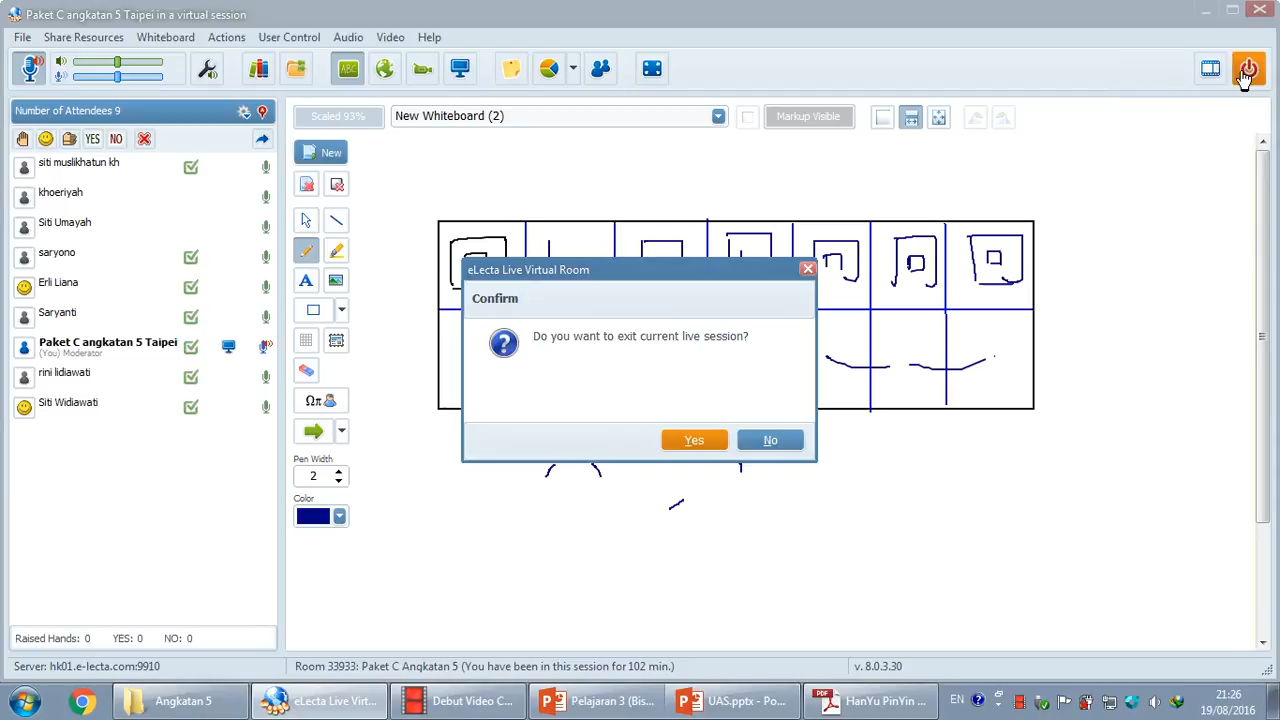 Paket C angkatan 5 Taipei in a virtual session
File Share Resources Whiteboard Actions User Control Audio Video Help
ABC
Number of Attendees 9
YES NO
siti muslikhatun kh
khoeriyah
Siti Umayah
saryono
Erli Liana
Saryanti
Paket C angkatan 5 Taipei
(You) Moderator
rini lidiawati
Siti Widiawati
Raised Hands: 0 YES: 0 NO: 0
Scaled 93% New Whiteboard (2) Markup Visible
New
A
Ωπ
Pen Width
2
Color
回 回
eLecta Live Virtual Room
Confirm
?
Do you want to exit current live session?
Yes No
Server: hk01.e-lecta.com:9910 Room 33933: Paket C Angkatan 5 (You have been in this session for 102 min.) v. 8.0.3.30
Angkatan 5 eLecta Live Virt... Debut Video C... Pelajaran 3 (Bis... UAS.pptx - Po... HanYu PinYin ... EN
21:26
19/08/2016